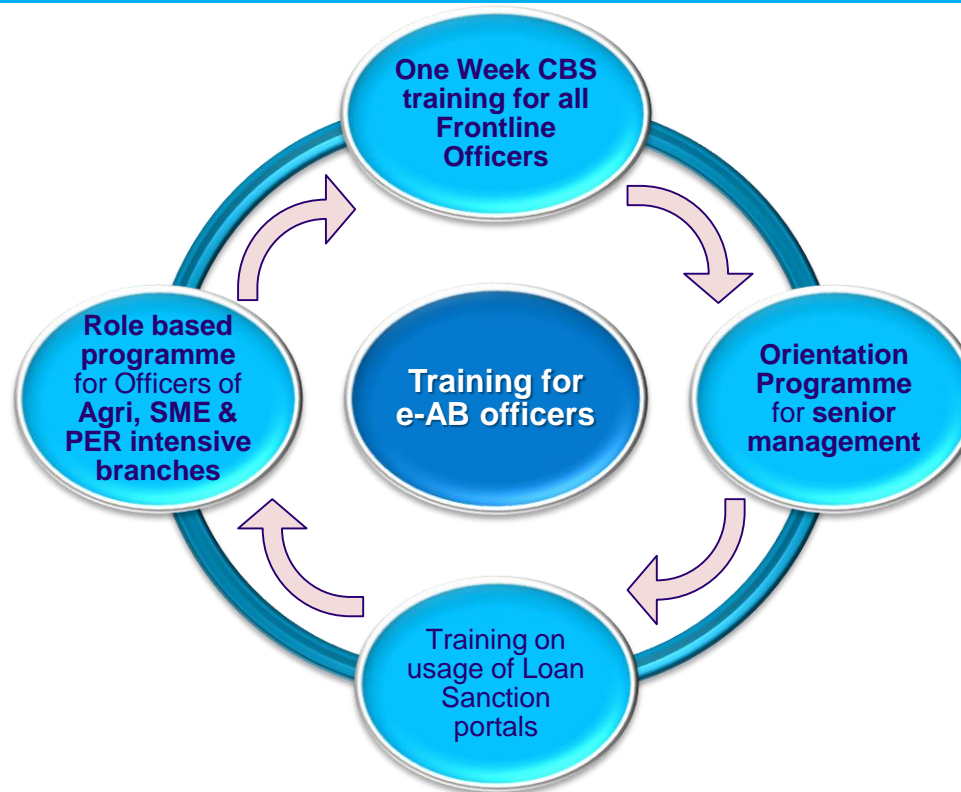 One Week CBS
training for all
Frontline
Officers
Role based
programme
for Officers of
Agri, SME &
PER intensive
branches
Training for
e-AB officers
Orientation
Programme
for senior
management
Training on
usage of Loan
Sanction
portals